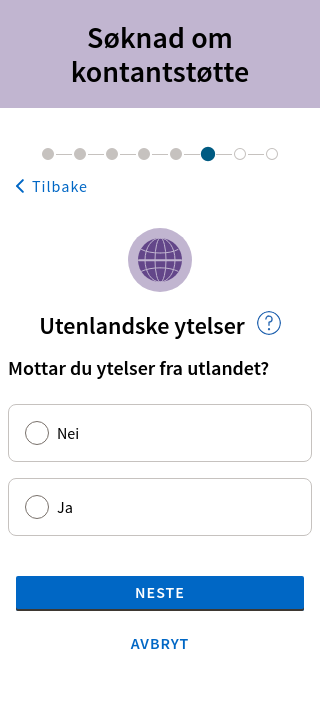 Søknad om
kontantstøtte
Tilbake
Utenlandske ytelser ?
Mottar du ytelser fra utlandet?
Nei
Ja
NESTE
AVBRYT